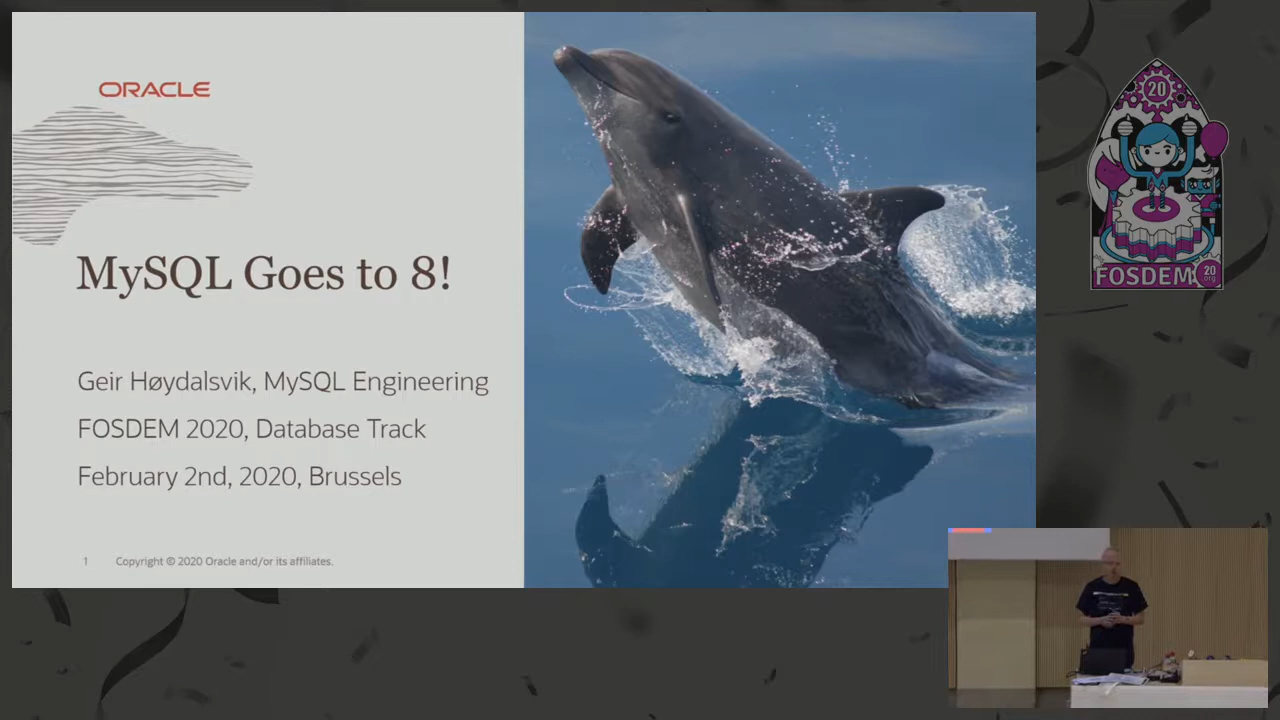 ORACLE
MySQL Goes to 8!
Geir Høydalsvik, MySQL Engineering
FOSDEM 2020, Database Track
February 2nd, 2020, Brussels
1 Copyright © 2020 Oracle and/or its affiliates.
20
FOSDEM
20
.org